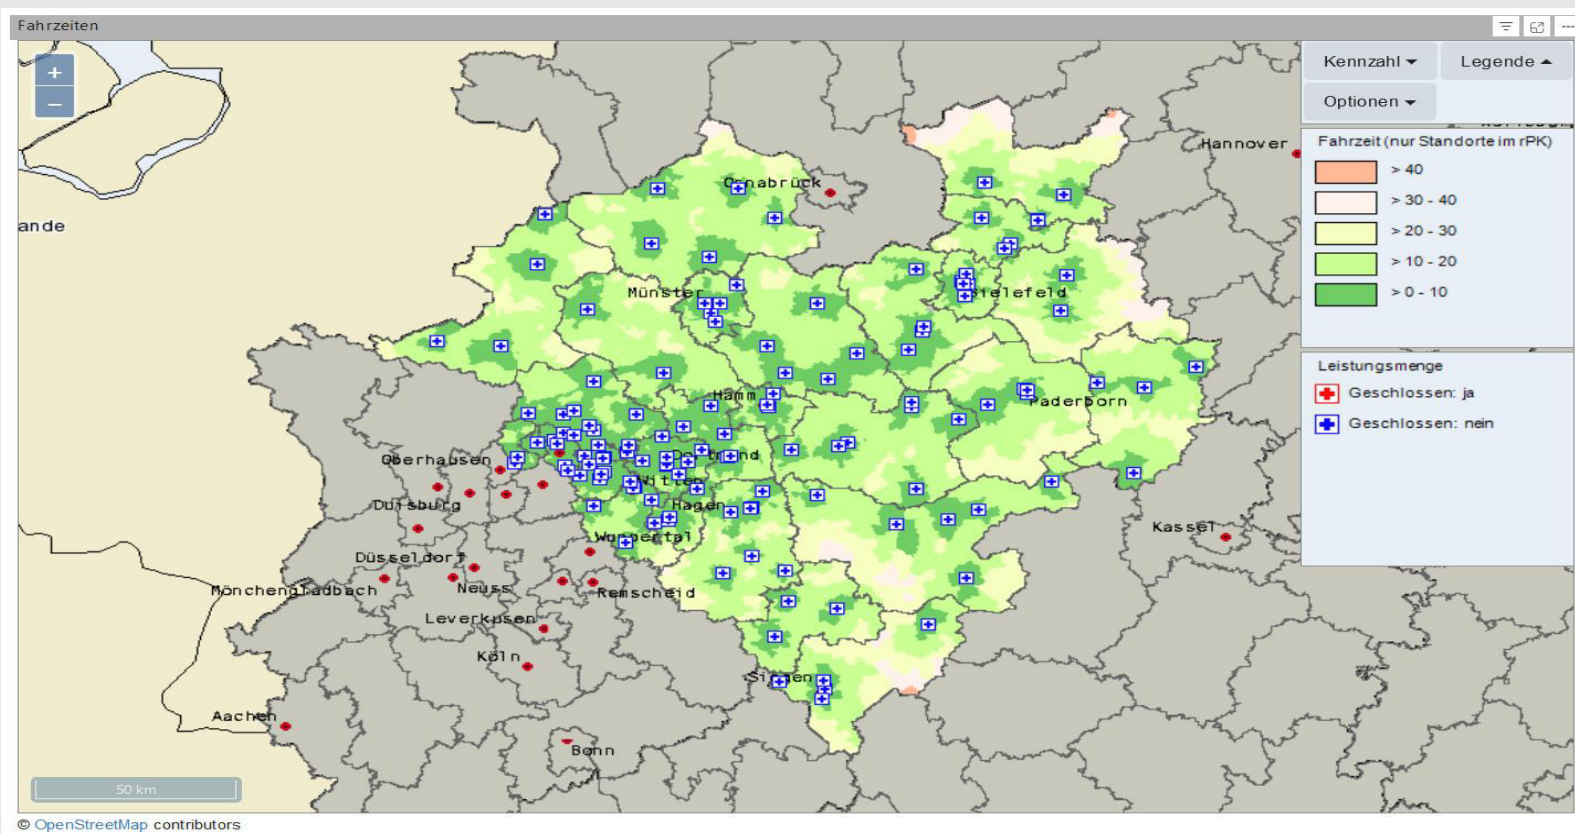 Fahrzeiten
+
−
Kennzahl
Legende
Optionen
Hannover
Fahrzeit (nur Standorte im rPK)
> 40
> 30 - 40
> 20 - 30
> 10 - 20
> 0 - 10
Osnabrück
ande
Münster
Bielefeld
Leistungsmenge
Geschlossen: ja
Geschlossen: nein
Hamm
Paderborn
Oberhausen
Dortmund
Witten
Duisburg
Hagen
Kassel
Wuppertal
Düsseldorf
Mönchengladbach
Neuss
Remscheid
Leverkusen
Köln
Siegen
Aachen
Bonn
50 km
© OpenStreetMap contributors